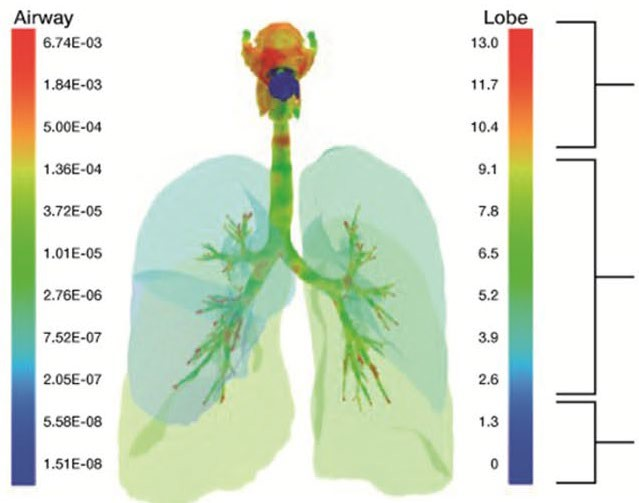 Airway
6.74E-03
1.84E-03
5.00E-04
1.36E-04
3.72E-05
1.01E-05
2.76E-06
7.52E-07
2.05E-07
5.58E-08
1.51E-08
Lobe
13.0
11.7
10.4
9.1
7.8
6.5
5.2
3.9
2.6
1.3
0